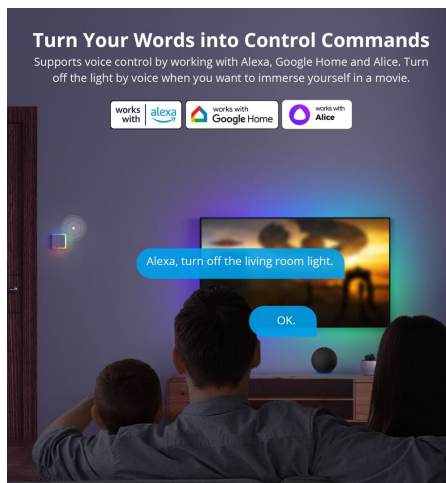 Turn Your Words into Control Commands
Supports voice control by working with Alexa, Google Home and Alice. Turn
off the light by voice when you want to immerse yourself in a movie.
works with
alexa
works with
Google Home
works with
Alice
Alexa, turn off the living room light.
OK.